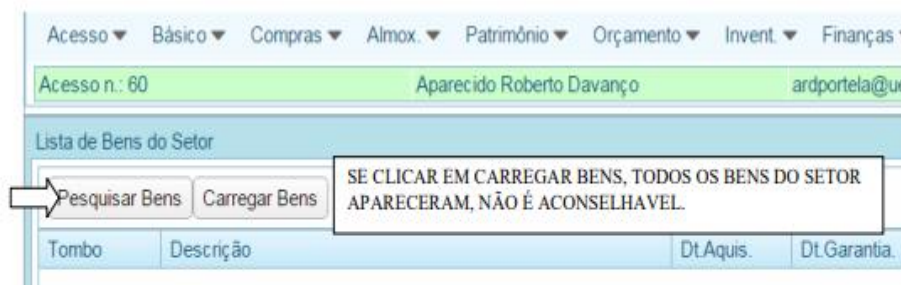 Acesso Básico Compras Almox. Patrimônio Orçamento Invent. Finanças
Acesso n.: 60 Aparecido Roberto Davanço ardportela@ue
Lista de Bens do Setor
Pesquisar Bens Carregar Bens
SE CLICAR EM CARREGAR BENS, TODOS OS BENS DO SETOR
APARECERAM, NÃO É ACONSELHAVEL.
Tombo Descrição Dt.Aquis. Dt.Garantia.